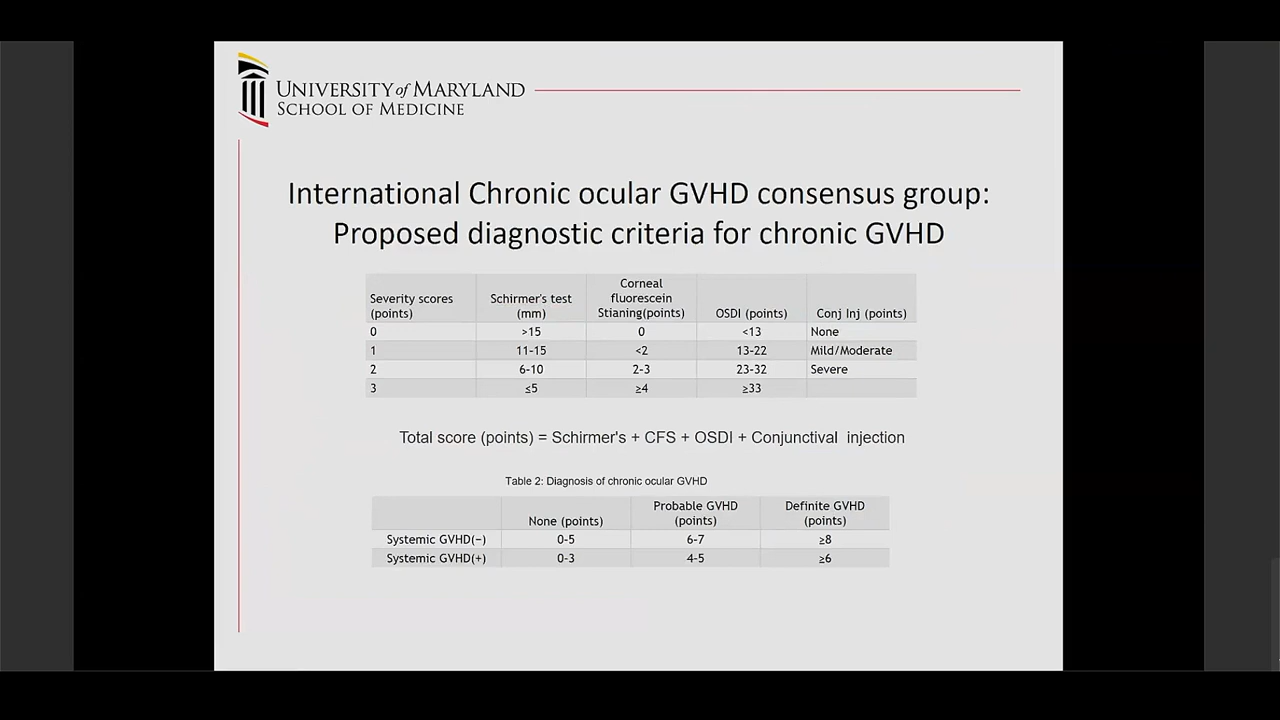 UNIVERSITY of MARYLAND
SCHOOL OF MEDICINE
International Chronic ocular GVHD consensus group:
Proposed diagnostic criteria for chronic GVHD
Severity scores (points) Schirmer's test (mm) Corneal fluorescein Stianing(points) OSDI (points) Conj Inj (points)
0 >15 0 <13 None
1 11-15 <2 13-22 Mild/Moderate
2 6-10 2-3 23-32 Severe
3 ≤5 ≥4 ≥33
Total score (points) = Schirmer's + CFS + OSDI + Conjunctival injection
Table 2: Diagnosis of chronic ocular GVHD
None (points) Probable GVHD (points) Definite GVHD (points)
Systemic GVHD(−) 0-5 6-7 ≥8
Systemic GVHD(+) 0-3 4-5 ≥6